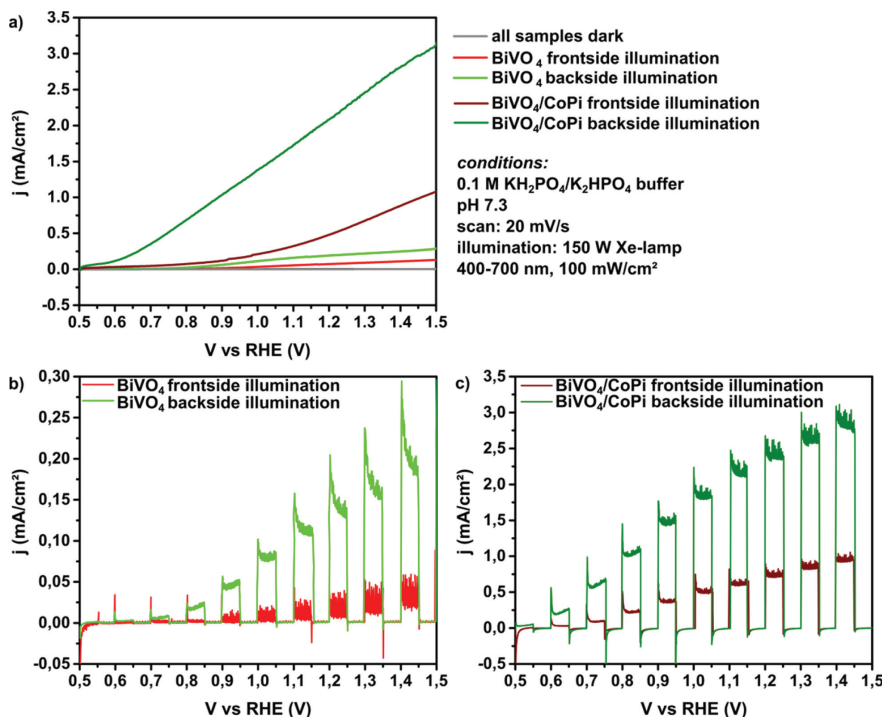 a)
3.5
3.0
2.5
2.0
1.5
1.0
0.5
0.0
-0.5
j (mA/cm²)
0.5 0.6 0.7 0.8 0.9 1.0 1.1 1.2 1.3 1.4 1.5
V vs RHE (V)
all samples dark
BiVO₄ frontside illumination
BiVO₄ backside illumination
BiVO₄/CoPi frontside illumination
BiVO₄/CoPi backside illumination
conditions:
0.1 M KH₂PO₄/K₂HPO₄ buffer
pH 7.3
scan: 20 mV/s
illumination: 150 W Xe-lamp
400-700 nm, 100 mW/cm²
b)
BiVO₄ frontside illumination
BiVO₄ backside illumination
0,30
0,25
0,20
0,15
0,10
0,05
0,00
-0,05
j (mA/cm²)
0,5 0,6 0,7 0,8 0,9 1,0 1,1 1,2 1,3 1,4 1,5
V vs RHE (V)
c)
BiVO₄/CoPi frontside illumination
BiVO₄/CoPi backside illumination
3,5
3,0
2,5
2,0
1,5
1,0
0,5
0,0
-0,5
j (mA/cm²)
0,5 0,6 0,7 0,8 0,9 1,0 1,1 1,2 1,3 1,4 1,5
V vs RHE (V)